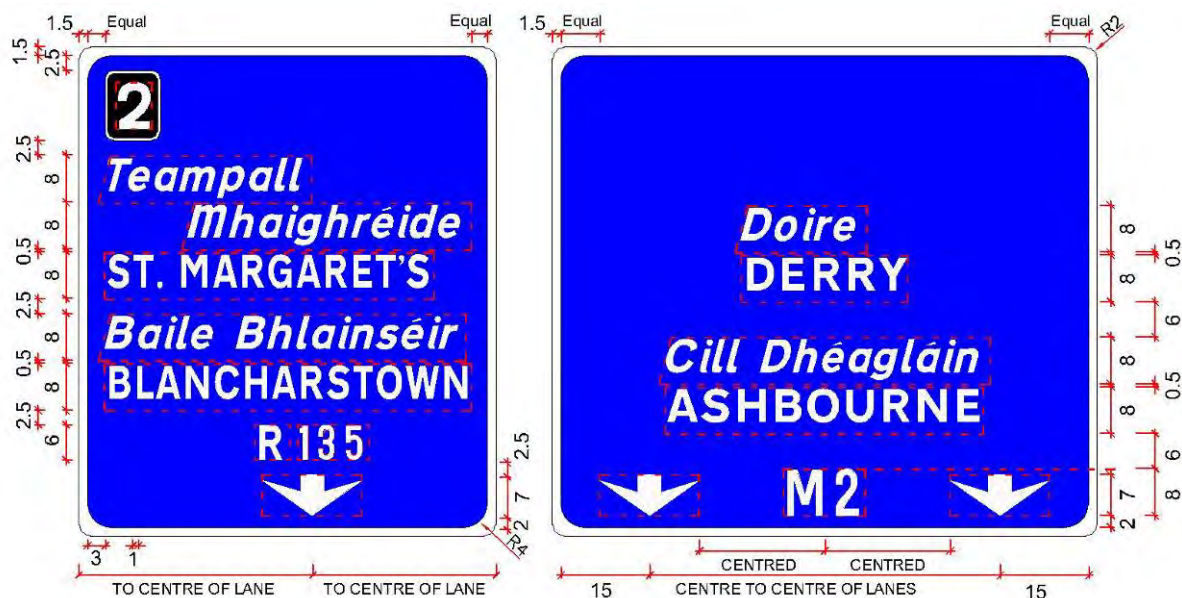 1.5 Equal Equal 1.5 Equal Equal
R2
1.5
2.5
2
2.5
8
Teampall
8
Mhaighréide
0.5
8
ST. MARGARET'S
2.5
8
Baile Bhlainséir
0.5
8
BLANCHARSTOWN
2.5
6
R 135
2.5
7
2
R4
3 1
TO CENTRE OF LANE TO CENTRE OF LANE
Doire
8
0.5
DERRY
8
6
Cill Dhéagláin
8
0.5
ASHBOURNE
8
6
M2
7
8
2
CENTRED CENTRED
15 CENTRE TO CENTRE OF LANES 15